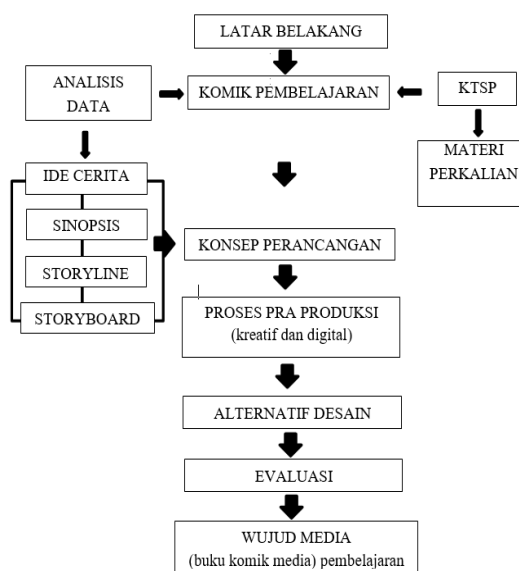 LATAR BELAKANG
ANALISIS
DATA
KOMIK PEMBELAJARAN
KTSP
MATERI
PERKALIAN
IDE CERITA
SINOPSIS
STORYLINE
STORYBOARD
KONSEP PERANCANGAN
PROSES PRA PRODUKSI
(kreatif dan digital)
ALTERNATIF DESAIN
EVALUASI
WUJUD MEDIA
(buku komik media) pembelajaran